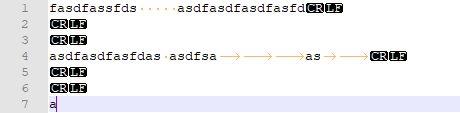 1 fasdfassfds·····asdfasdfasdfasfdCRLF
2 CRLF
3 CRLF
4 asdfasdfasfdas·asdfsa→→→→as→→CRLF
5 CRLF
6 CRLF
7 a